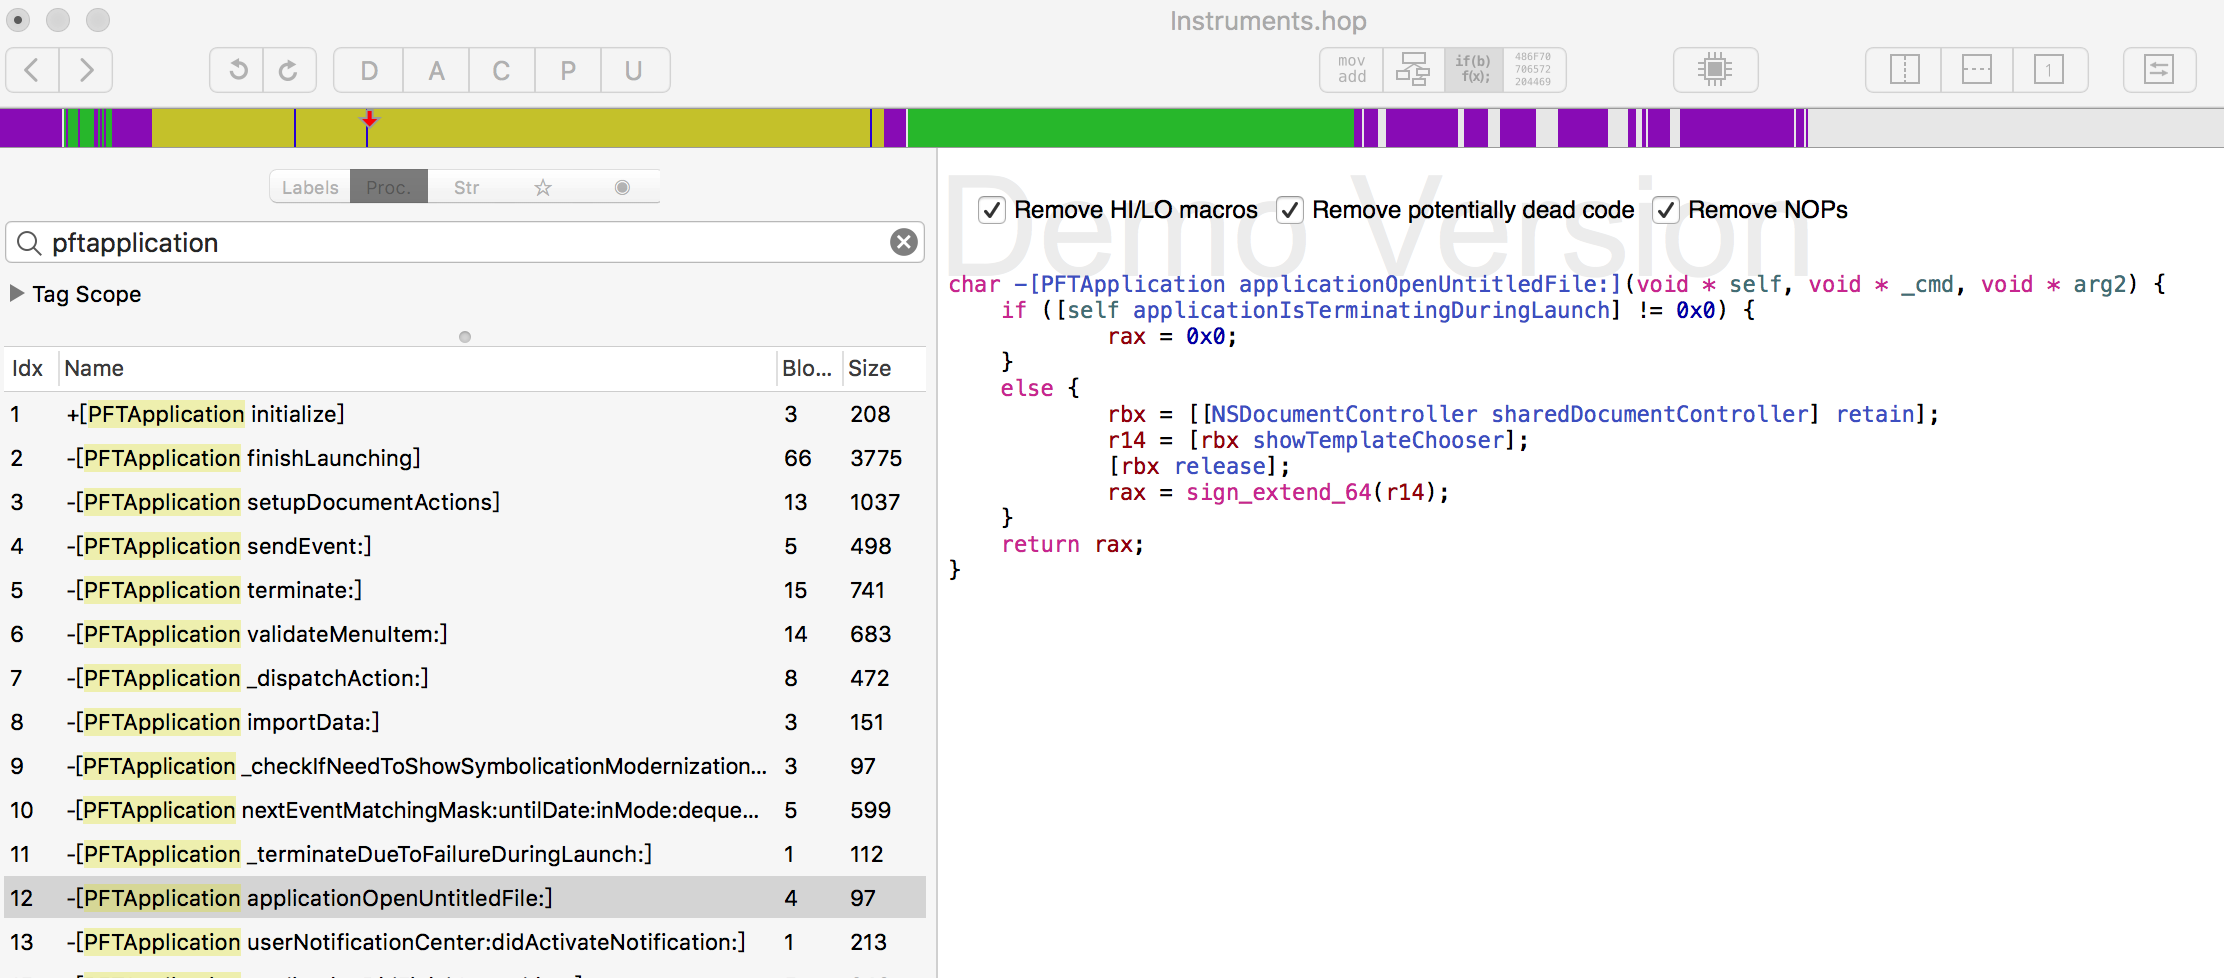 Instruments.hop
D A C P U
mov add
if(b) f(x);
486F70 706572 204469
1
Labels Proc. Str
pftapplication
Tag Scope
Demo Version
Remove HI/LO macros Remove potentially dead code Remove NOPs
Idx Name Blo... Size
1 +[PFTApplication initialize] 3 208
2 -[PFTApplication finishLaunching] 66 3775
3 -[PFTApplication setupDocumentActions] 13 1037
4 -[PFTApplication sendEvent:] 5 498
5 -[PFTApplication terminate:] 15 741
6 -[PFTApplication validateMenuItem:] 14 683
7 -[PFTApplication _dispatchAction:] 8 472
8 -[PFTApplication importData:] 3 151
9 -[PFTApplication _checkIfNeedToShowSymbolicationModernization... 3 97
10 -[PFTApplication nextEventMatchingMask:untilDate:inMode:deque... 5 599
11 -[PFTApplication _terminateDueToFailureDuringLaunch:] 1 112
12 -[PFTApplication applicationOpenUntitledFile:] 4 97
13 -[PFTApplication userNotificationCenter:didActivateNotification:] 1 213
char -[PFTApplication applicationOpenUntitledFile:](void * self, void * _cmd, void * arg2) {
    if ([self applicationIsTerminatingDuringLaunch] != 0x0) {
            rax = 0x0;
    }
    else {
            rbx = [[NSDocumentController sharedDocumentController] retain];
            r14 = [rbx showTemplateChooser];
            [rbx release];
            rax = sign_extend_64(r14);
    }
    return rax;
}